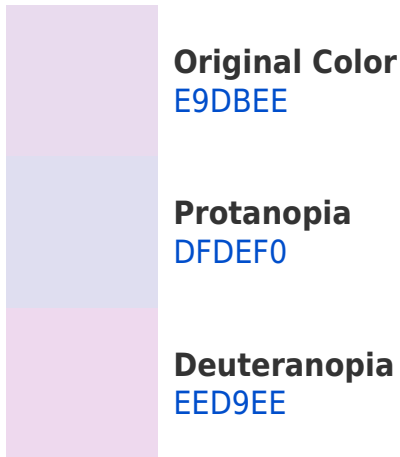 Original Color
E9DBEE
Protanopia
DFDEF0
Deuteranopia
EED9EE